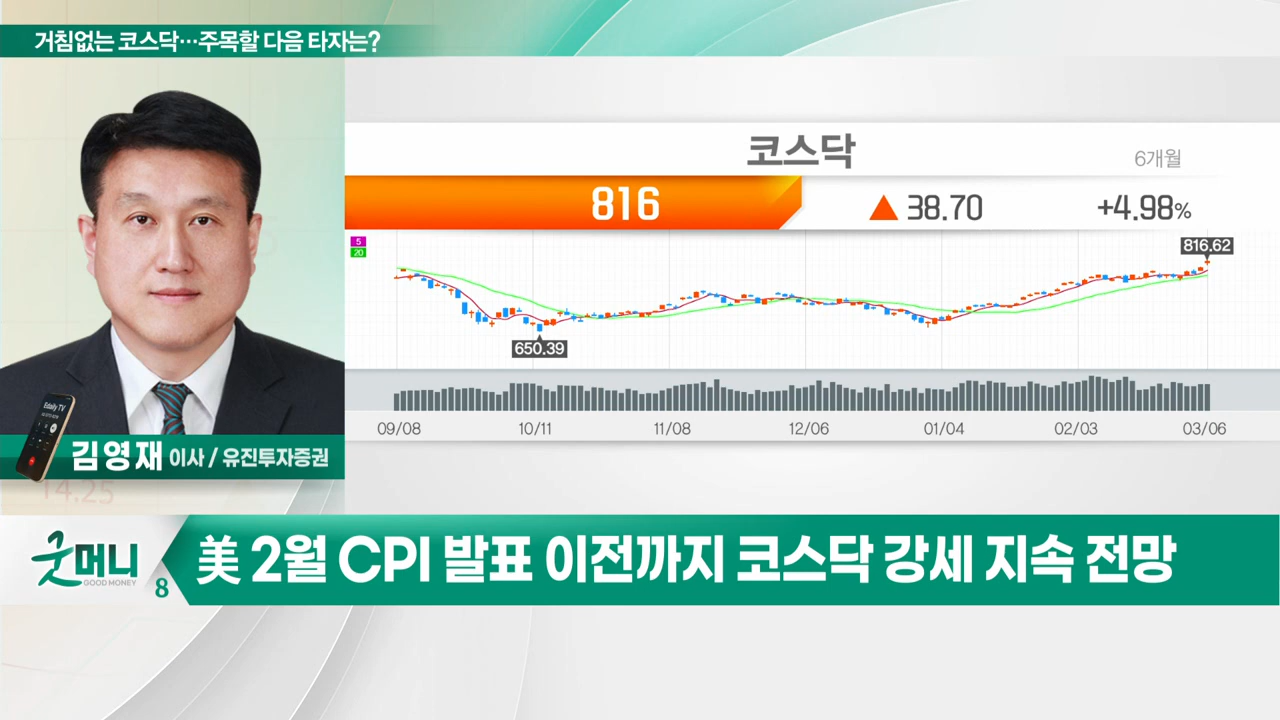 거침없는 코스닥…주목할 다음 타자는?
코스닥
6개월
816 ▲ 38.70 +4.98%
5
20
816.62
650.39
09/08 10/11 11/08 12/06 01/04 02/03 03/06
Edaily TV
김영재 이사 / 유진투자증권
14.25
굿머니
GOOD MONEY
8
美 2월 CPI 발표 이전까지 코스닥 강세 지속 전망